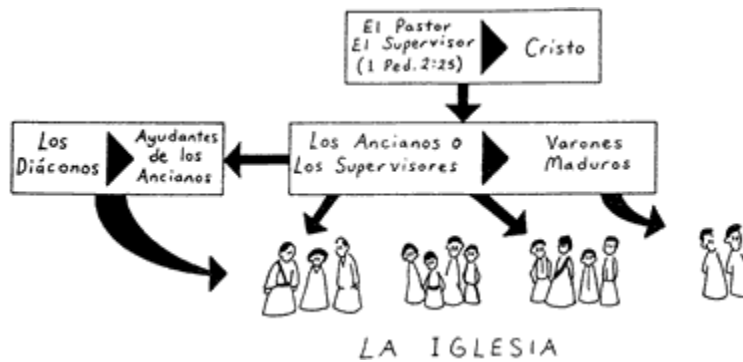 El Pastor
El Supervisor
(1 Ped. 2:25)
Cristo
Los
Diáconos
Ayudantes
de los
Ancianos
Los Ancianos o
Los Supervisores
Varones
Maduros
LA IGLESIA